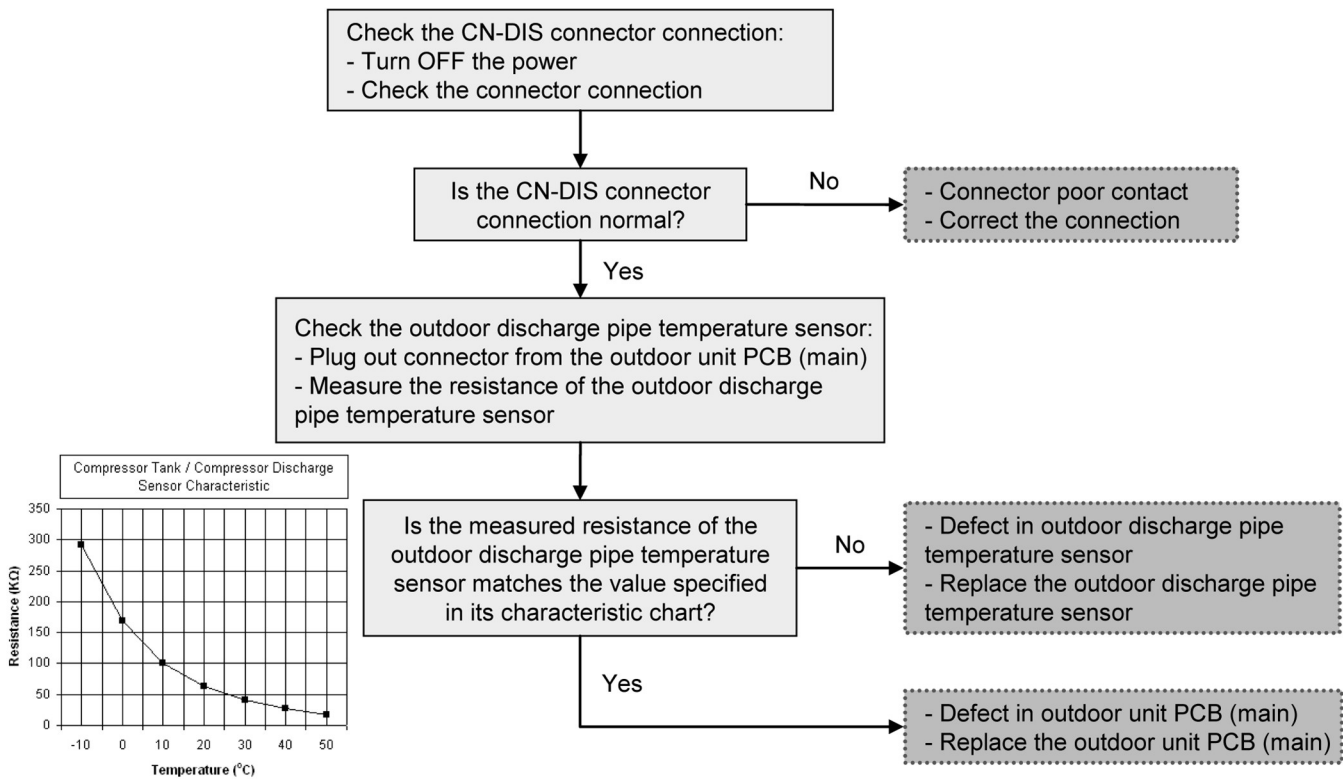 Check the CN-DIS connector connection:
- Turn OFF the power
- Check the connector connection
Is the CN-DIS connector
connection normal?
No
- Connector poor contact
- Correct the connection
Yes
Check the outdoor discharge pipe temperature sensor:
- Plug out connector from the outdoor unit PCB (main)
- Measure the resistance of the outdoor discharge
pipe temperature sensor
Compressor Tank / Compressor Discharge
Sensor Characteristic
350
300
250
200
150
100
50
0
Resistance (KΩ)
-10 0 10 20 30 40 50
Temperature (°C)
Is the measured resistance of the
outdoor discharge pipe temperature
sensor matches the value specified
in its characteristic chart?
No
- Defect in outdoor discharge pipe
temperature sensor
- Replace the outdoor discharge pipe
temperature sensor
Yes
- Defect in outdoor unit PCB (main)
- Replace the outdoor unit PCB (main)